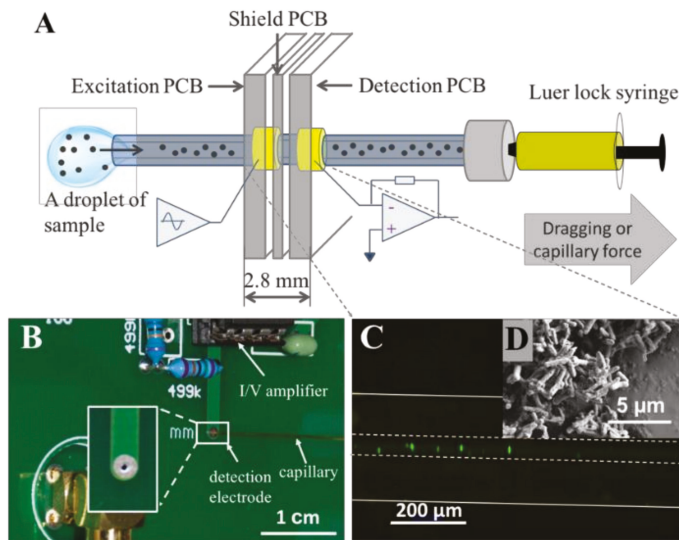 A
Shield PCB
Excitation PCB
Detection PCB
Luer lock syringe
A droplet of
sample
-
+
Dragging or
capillary force
2.8 mm
B
499k
499k
I/V amplifier
mm
detection
electrode
capillary
1 cm
C
200 µm
D
5 µm